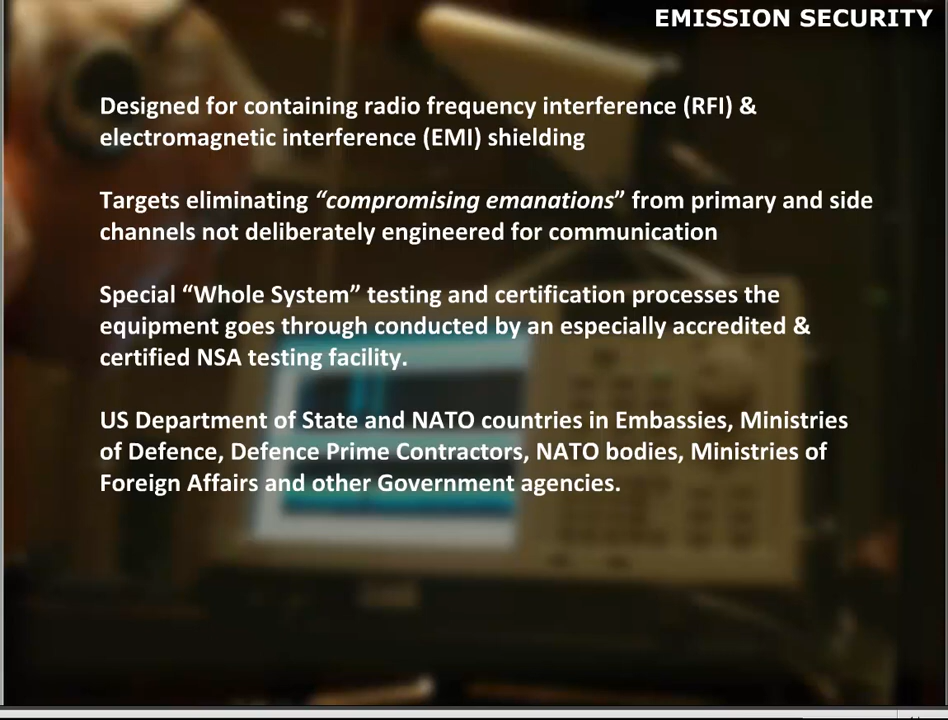 EMISSION SECURITY
Designed for containing radio frequency interference (RFI) &
electromagnetic interference (EMI) shielding
Targets eliminating “compromising emanations” from primary and side
channels not deliberately engineered for communication
Special “Whole System” testing and certification processes the
equipment goes through conducted by an especially accredited &
certified NSA testing facility.
US Department of State and NATO countries in Embassies, Ministries
of Defence, Defence Prime Contractors, NATO bodies, Ministries of
Foreign Affairs and other Government agencies.